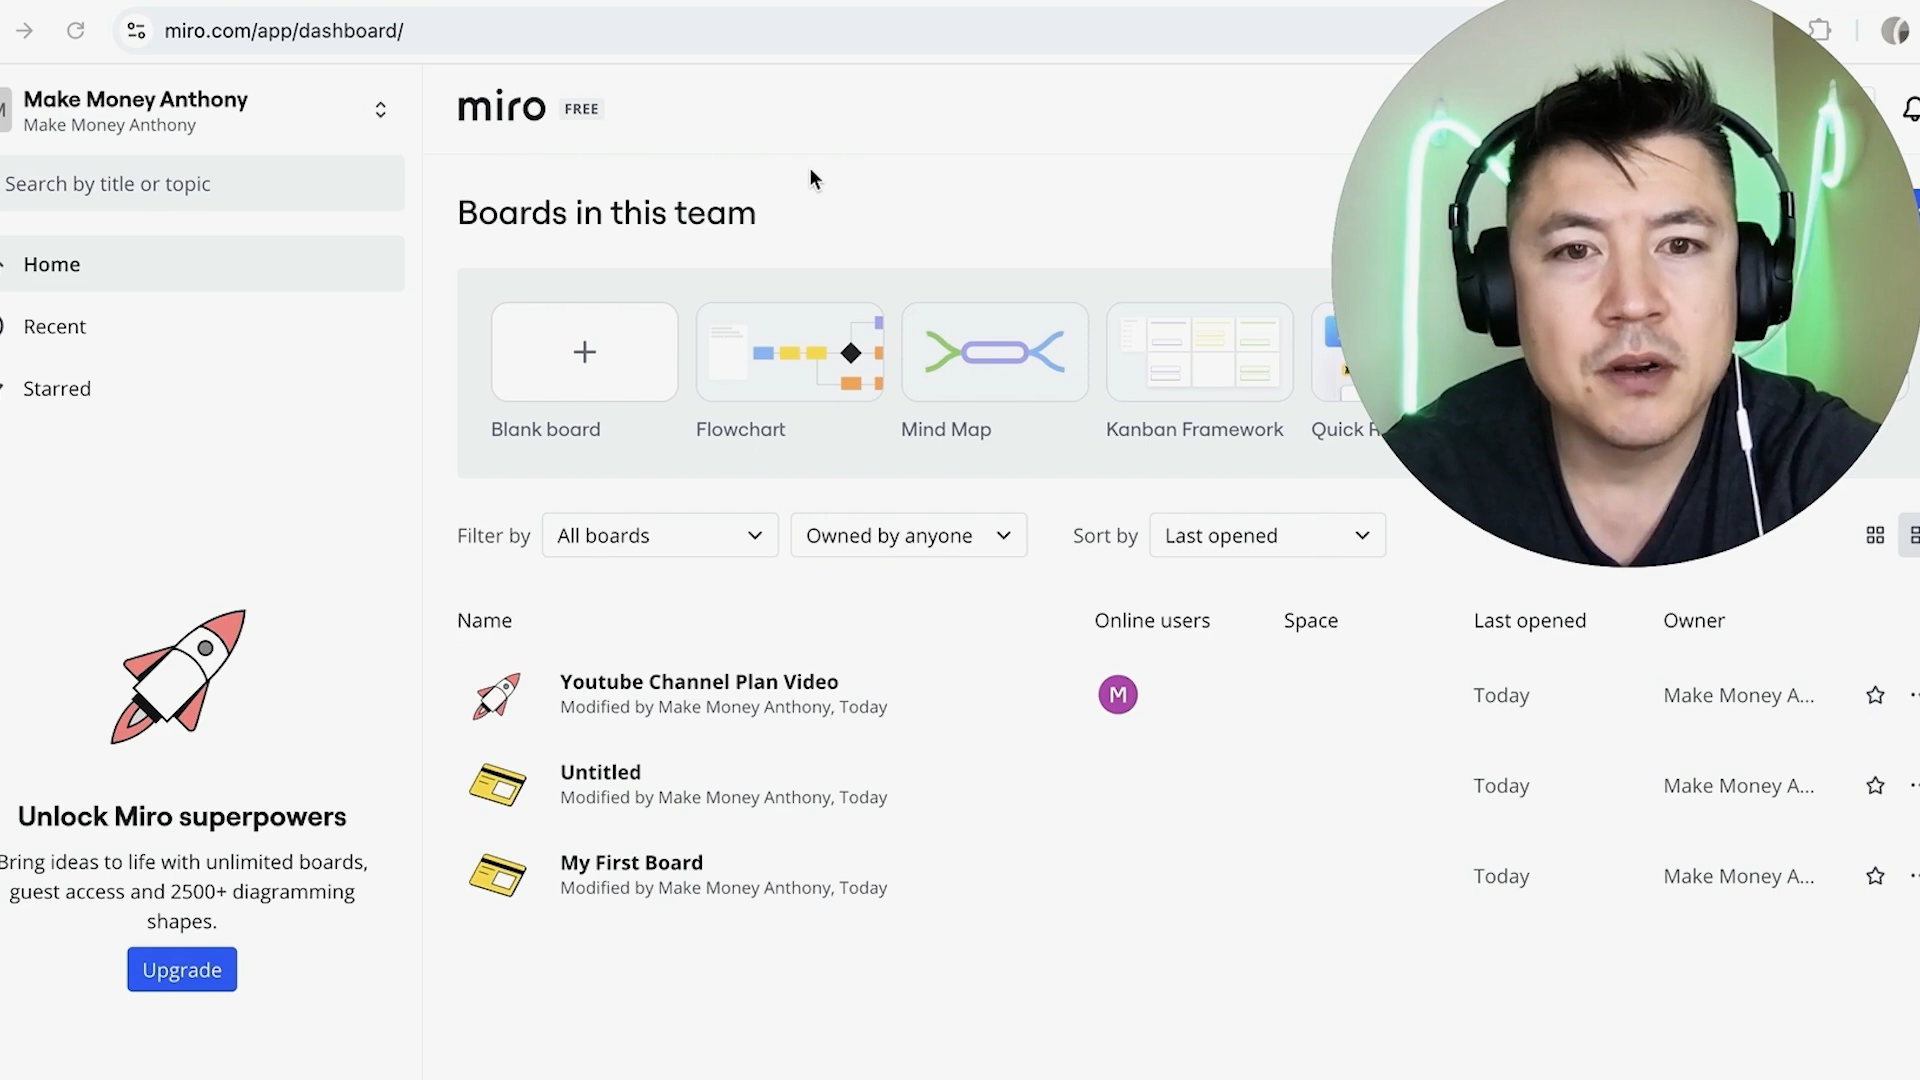 miro.com/app/dashboard/
Make Money Anthony
Make Money Anthony
Search by title or topic
Home
Recent
Starred
Unlock Miro superpowers
Bring ideas to life with unlimited boards,
guest access and 2500+ diagramming
shapes.
Upgrade
miro FREE
Boards in this team
Blank board
Flowchart
Mind Map
Kanban Framework
Quick
Filter by All boards Owned by anyone Sort by Last opened
Name Online users Space Last opened Owner
Youtube Channel Plan Video M Today Make Money A...
Modified by Make Money Anthony, Today
Untitled Today Make Money A...
Modified by Make Money Anthony, Today
My First Board Today Make Money A...
Modified by Make Money Anthony, Today